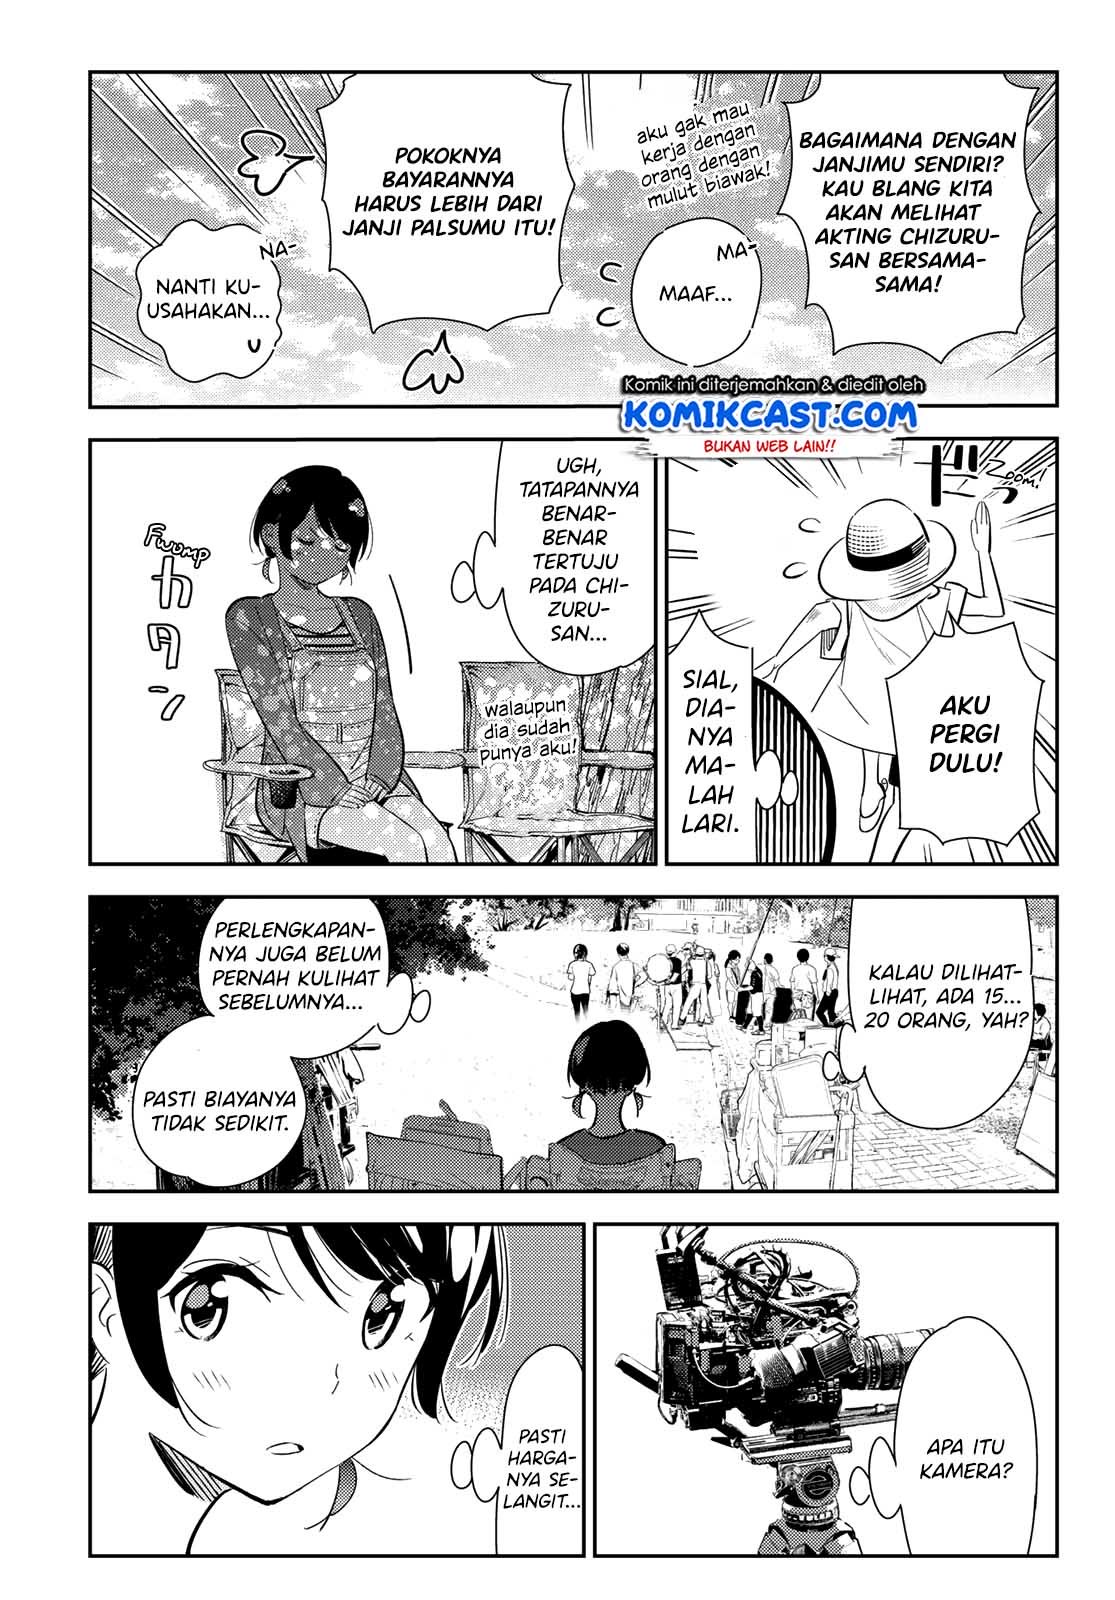 BAGAIMANA DENGAN
JANJIMU SENDIRI?
KAU BLANG KITA
AKAN MELIHAT
AKTING CHIZURU-
SAN BERSAMA-
SAMA!
aku gak mau
kerja dengan
orang dengan
mulut biawak!
MA-
MAAF...
POKOKNYA
BAYARANNYA
HARUS LEBIH DARI
JANJI PALSUMU ITU!
NA-
NANTI KU-
USAHAKAN...
Komik ini diterjemahkan & diedit oleh
KOMIKCAST.COM
BUKAN WEB LAIN!!
ドッ
Zoom!
AKU
PERGI
DULU!
SIAL,
DIA-
NYA
MA-
LAH
LARI.
UGH,
TATAPANNYA
BENAR-
BENAR
TERTUJU
PADA CHI-
ZURU-
SAN...
walaupun
dia sudah
punya aku!
Fwump
カタン
KALAU DILIHAT-
LIHAT, ADA 15...
20 ORANG, YAH?
PERLENGKAPAN-
NYA JUGA BELUM
PERNAH KULIHAT
SEBELUMNYA...
PASTI BIAYANYA
TIDAK SEDIKIT.
APA ITU
KAMERA?
PASTI
HARGA-
NYA SE-
LANGIT...